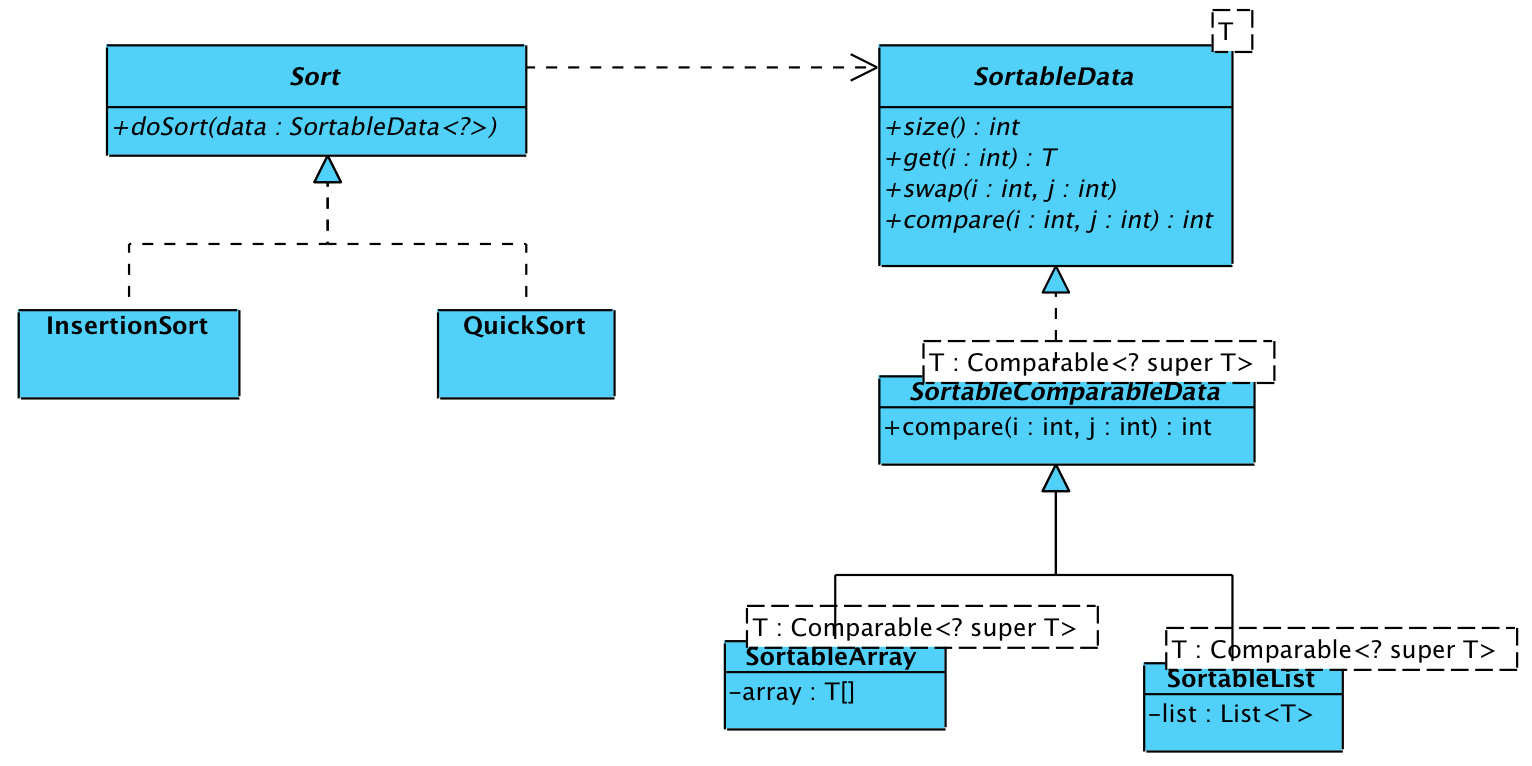 T
Sort
SortableData
+doSort(data : SortableData<?>)
+size() : int
+get(i : int) : T
+swap(i : int, j : int)
+compare(i : int, j : int) : int
InsertionSort
QuickSort
T : Comparable<? super T>
SortableComparableData
+compare(i : int, j : int) : int
T : Comparable<? super T>
SortableArray
-array : T[]
T : Comparable<? super T>
SortableList
-list : List<T>